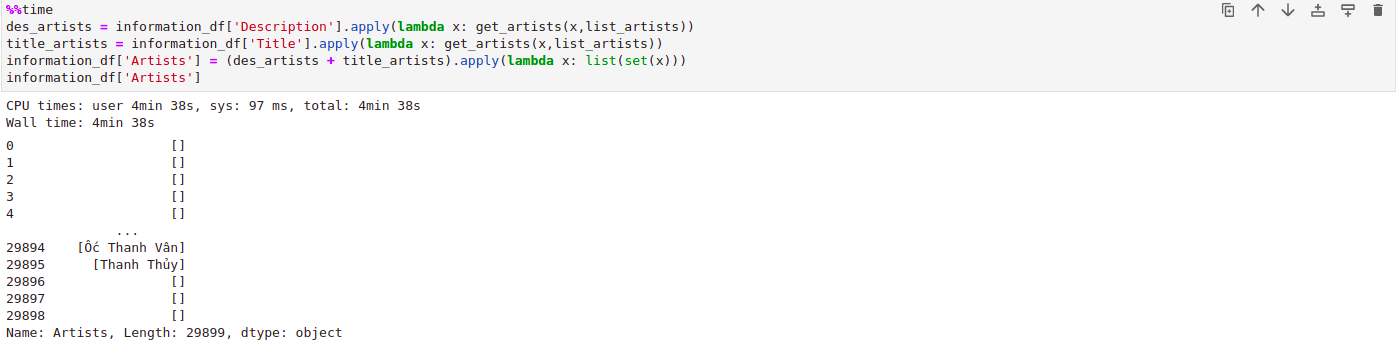 %%time
des_artists = information_df['Description'].apply(lambda x: get_artists(x,list_artists))
title_artists = information_df['Title'].apply(lambda x: get_artists(x,list_artists))
information_df['Artists'] = (des_artists + title_artists).apply(lambda x: list(set(x)))
information_df['Artists']
CPU times: user 4min 38s, sys: 97 ms, total: 4min 38s
Wall time: 4min 38s
0 []
1 []
2 []
3 []
4 []
...
29894 [Ốc Thanh Vân]
29895 [Thanh Thủy]
29896 []
29897 []
29898 []
Name: Artists, Length: 29899, dtype: object